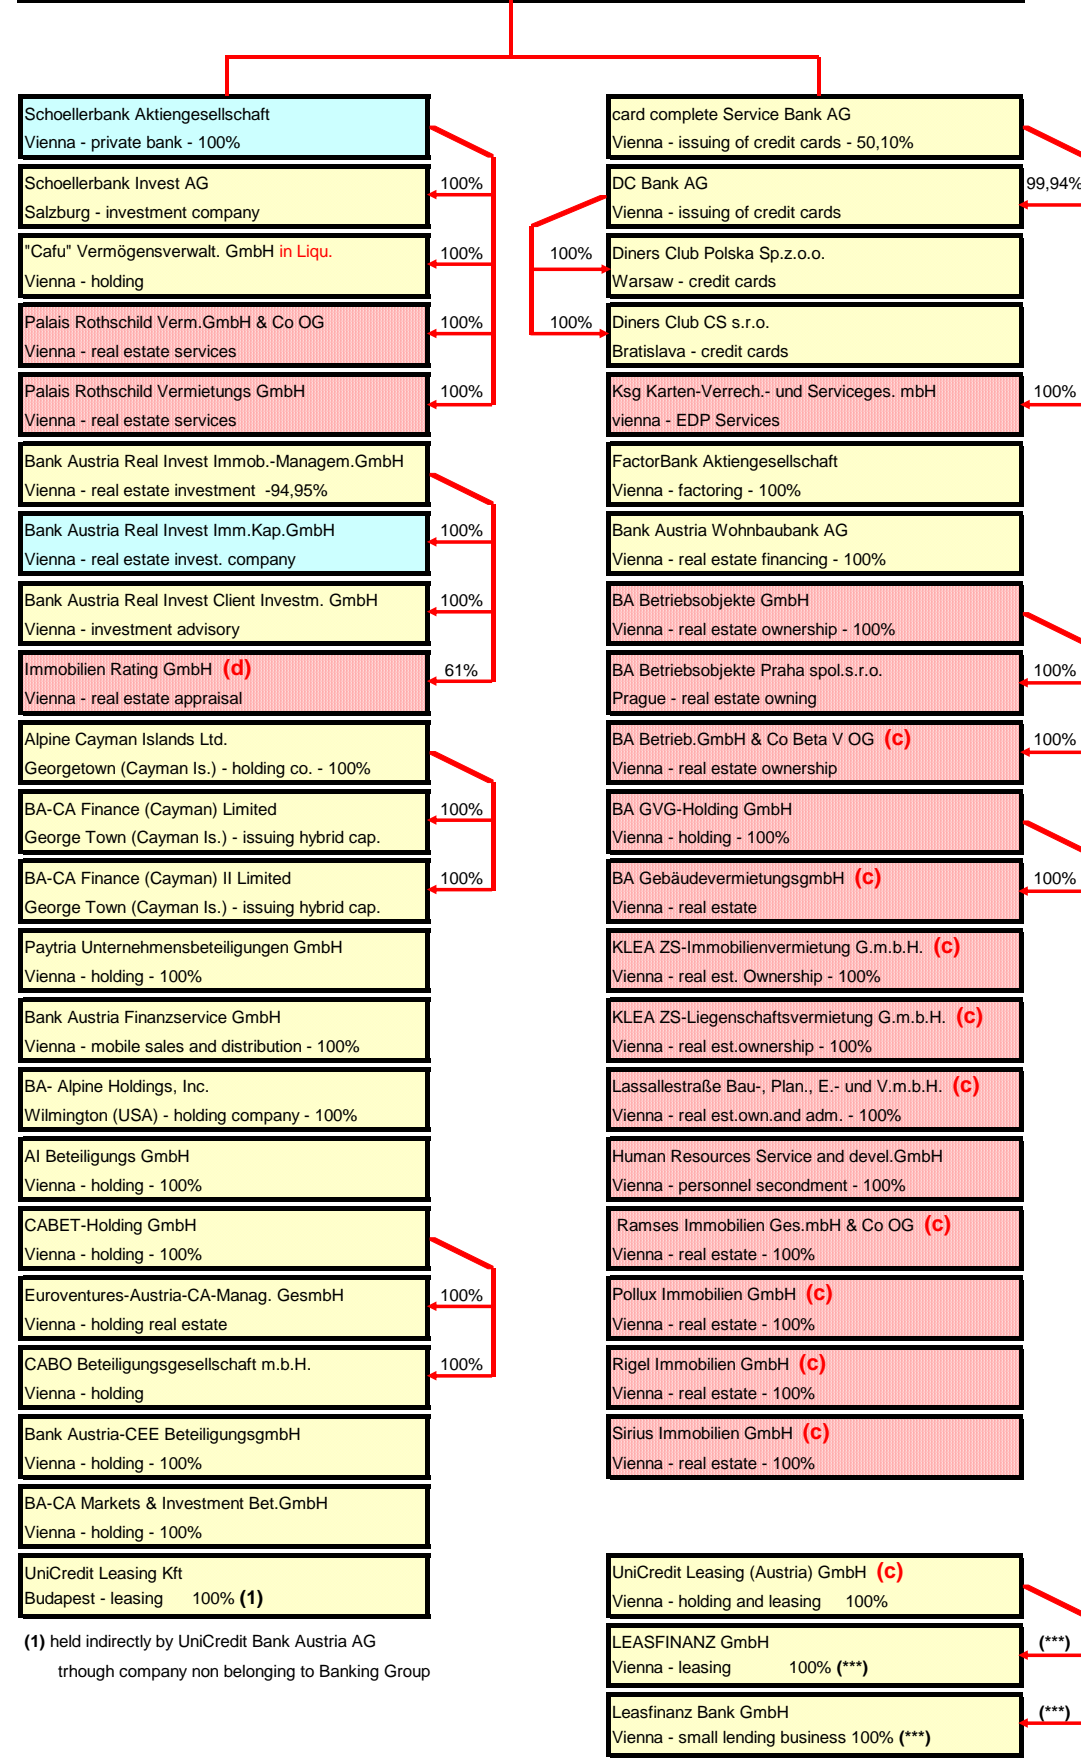 Schoellerbank Aktiengesellschaft
Vienna - private bank - 100%
Schoellerbank Invest AG
Salzburg - investment company
100%
"Cafu" Vermögensverwalt. GmbH in Liqu.
Vienna - holding
100%
Palais Rothschild Verm.GmbH & Co OG
Vienna - real estate services
100%
Palais Rothschild Vermietungs GmbH
Vienna - real estate services
100%
Bank Austria Real Invest Immob.-Managem.GmbH
Vienna - real estate investment -94,95%
Bank Austria Real Invest Imm.Kap.GmbH
Vienna - real estate invest. company
100%
Bank Austria Real Invest Client Investm. GmbH
Vienna - investment advisory
100%
Immobilien Rating GmbH (d)
Vienna - real estate appraisal
61%
Alpine Cayman Islands Ltd.
Georgetown (Cayman Is.) - holding co. - 100%
BA-CA Finance (Cayman) Limited
George Town (Cayman Is.) - issuing hybrid cap.
100%
BA-CA Finance (Cayman) II Limited
George Town (Cayman Is.) - issuing hybrid cap.
100%
Paytria Unternehmensbeteiligungen GmbH
Vienna - holding - 100%
Bank Austria Finanzservice GmbH
Vienna - mobile sales and distribution - 100%
BA- Alpine Holdings, Inc.
Wilmington (USA) - holding company - 100%
AI Beteiligungs GmbH
Vienna - holding - 100%
CABET-Holding GmbH
Vienna - holding - 100%
Euroventures-Austria-CA-Manag. GesmbH
Vienna - holding real estate
100%
CABO Beteiligungsgesellschaft m.b.H.
Vienna - holding
100%
Bank Austria-CEE BeteiligungsgmbH
Vienna - holding - 100%
BA-CA Markets & Investment Bet.GmbH
Vienna - holding - 100%
UniCredit Leasing Kft
Budapest - leasing 100% (1)
(1) held indirectly by UniCredit Bank Austria AG
trhough company non belonging to Banking Group
card complete Service Bank AG
Vienna - issuing of credit cards - 50,10%
DC Bank AG
Vienna - issuing of credit cards
99,94%
100%
Diners Club Polska Sp.z.o.o.
Warsaw - credit cards
100%
Diners Club CS s.r.o.
Bratislava - credit cards
Ksg Karten-Verrech.- und Serviceges. mbH
vienna - EDP Services
100%
FactorBank Aktiengesellschaft
Vienna - factoring - 100%
Bank Austria Wohnbaubank AG
Vienna - real estate financing - 100%
BA Betriebsobjekte GmbH
Vienna - real estate ownership - 100%
BA Betriebsobjekte Praha spol.s.r.o.
Prague - real estate owning
100%
BA Betrieb.GmbH & Co Beta V OG (c)
Vienna - real estate ownership
100%
BA GVG-Holding GmbH
Vienna - holding - 100%
BA GebäudevermietungsgmbH (c)
Vienna - real estate
100%
KLEA ZS-Immobilienvermietung G.m.b.H. (c)
Vienna - real est. Ownership - 100%
KLEA ZS-Liegenschaftsvermietung G.m.b.H. (c)
Vienna - real est.ownership - 100%
Lassallestraße Bau-, Plan., E.- und V.m.b.H. (c)
Vienna - real est.own.and adm. - 100%
Human Resources Service and devel.GmbH
Vienna - personnel secondment - 100%
Ramses Immobilien Ges.mbH & Co OG (c)
Vienna - real estate - 100%
Pollux Immobilien GmbH (c)
Vienna - real estate - 100%
Rigel Immobilien GmbH (c)
Vienna - real estate - 100%
Sirius Immobilien GmbH (c)
Vienna - real estate - 100%
UniCredit Leasing (Austria) GmbH (c)
Vienna - holding and leasing 100%
LEASFINANZ GmbH
Vienna - leasing 100% (***)
(***)
Leasfinanz Bank GmbH
Vienna - small lending business 100% (***)
(***)